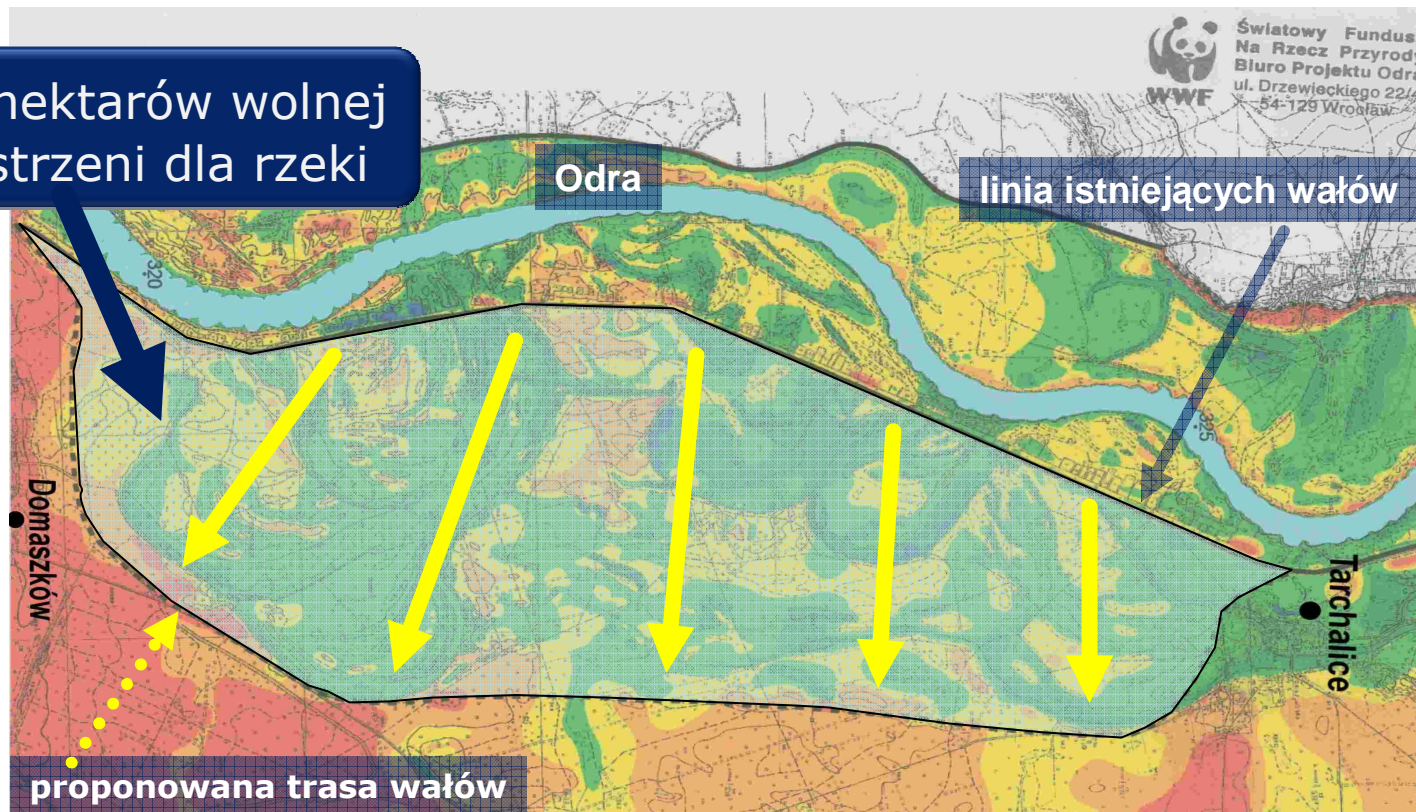 hektarów wolnej
strzeni dla rzeki
Odra
linia istniejących wałów
WWF
Światowy Fundus
Na Rzecz Przyrody
Biuro Projektu Odra
ul. Drzewieckiego 22/
54-129 Wrocław
320
325
Domaszków
Tarchalice
proponowana trasa wałów